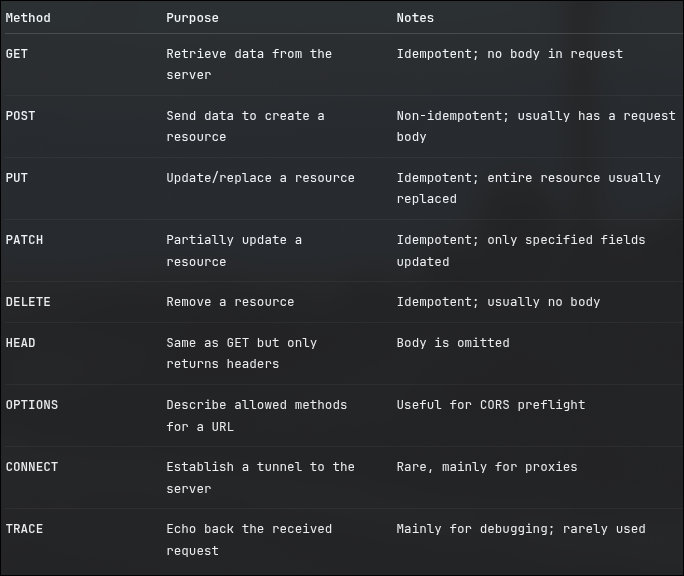 Method Purpose Notes
GET Retrieve data from the Idempotent; no body in request
server
POST Send data to create a Non-idempotent; usually has a request
resource body
PUT Update/replace a resource Idempotent; entire resource usually
replaced
PATCH Partially update a Idempotent; only specified fields
resource updated
DELETE Remove a resource Idempotent; usually no body
HEAD Same as GET but only Body is omitted
returns headers
OPTIONS Describe allowed methods Useful for CORS preflight
for a URL
CONNECT Establish a tunnel to the Rare, mainly for proxies
server
TRACE Echo back the received Mainly for debugging; rarely used
request